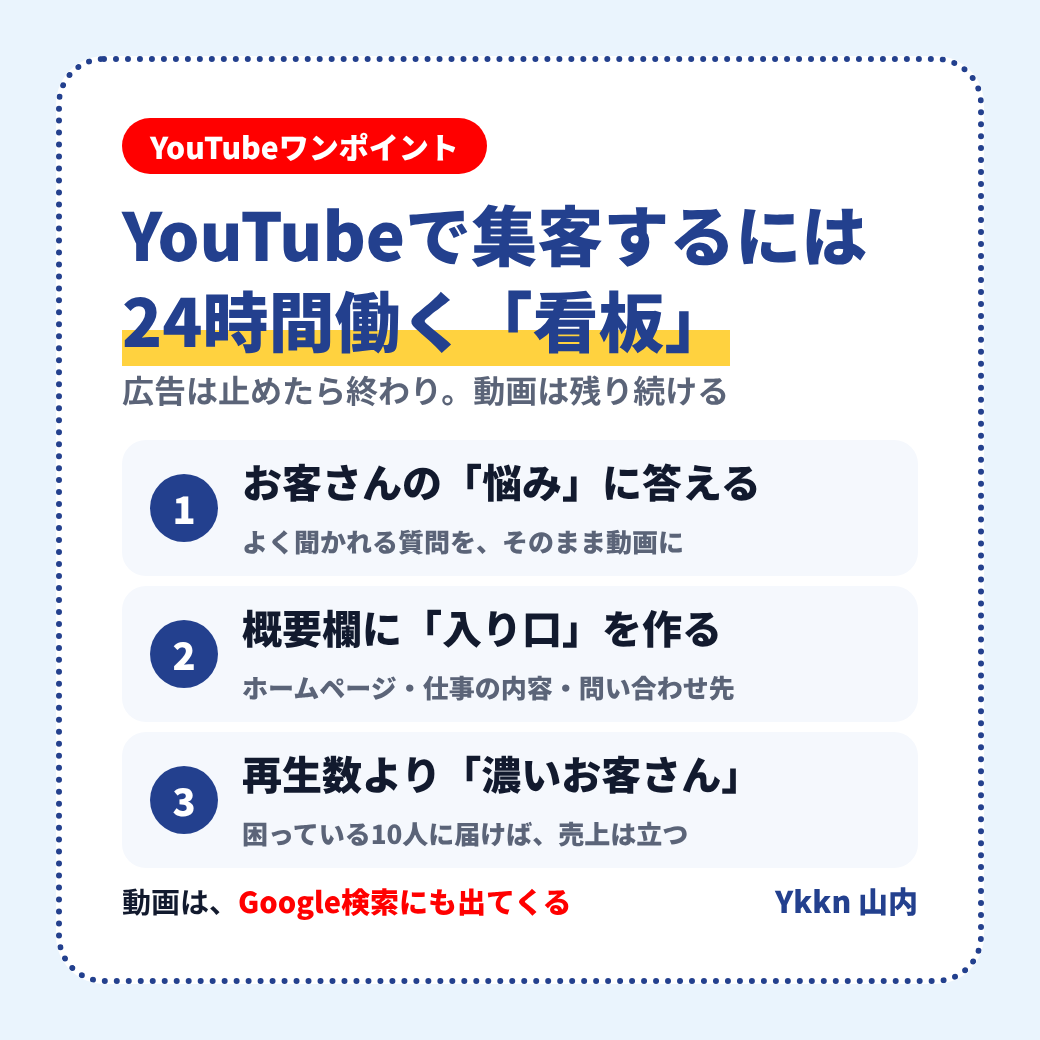 YouTubeワンポイント
YouTubeで集客するには
24時間働く「看板」
広告は止めたら終わり。動画は残り続ける
1
お客さんの「悩み」に答える
よく聞かれる質問を、そのまま動画に
2
概要欄に「入り口」を作る
ホームページ・仕事の内容・問い合わせ先
3
再生数より「濃いお客さん」
困っている10人に届けば、売上は立つ
動画は、Google検索にも出てくる
Ykkn 山内